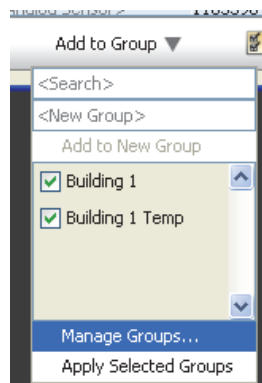 Add to Group
<Search>
<New Group>
Add to New Group
Building 1
Building 1 Temp
Manage Groups...
Apply Selected Groups